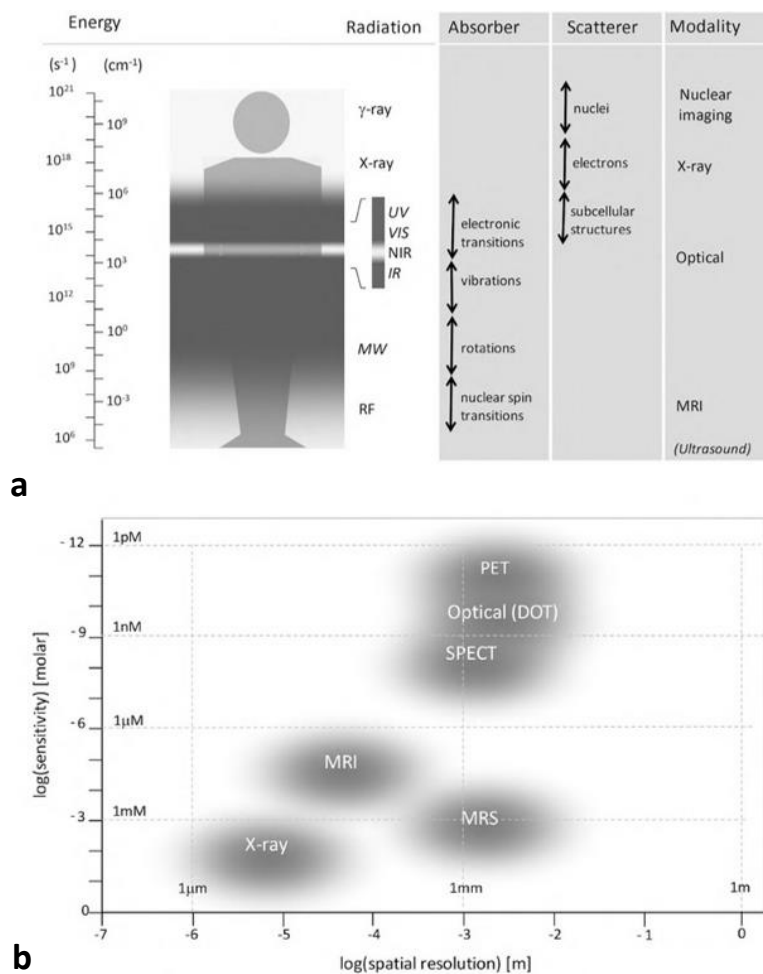 Energy Radiation Absorber Scatterer Modality
(s⁻¹) (cm⁻¹)
10²¹
10⁹
10¹⁸
10⁶
10¹⁵
10³
10¹²
10⁰
10⁹
10⁻³
10⁶
γ-ray
X-ray
UV
VIS
NIR
IR
MW
RF
electronic
transitions
vibrations
rotations
nuclear spin
transitions
nuclei
electrons
subcellular
structures
Nuclear
imaging
X-ray
Optical
MRI
(Ultrasound)
a
log(sensitivity) [molar]
-12 1pM
-9 1nM
-6 1μM
-3 1mM
0
PET
Optical (DOT)
SPECT
MRI
MRS
X-ray
1μm 1mm 1m
-7 -6 -5 -4 -3 -2 -1 0
log(spatial resolution) [m]
b